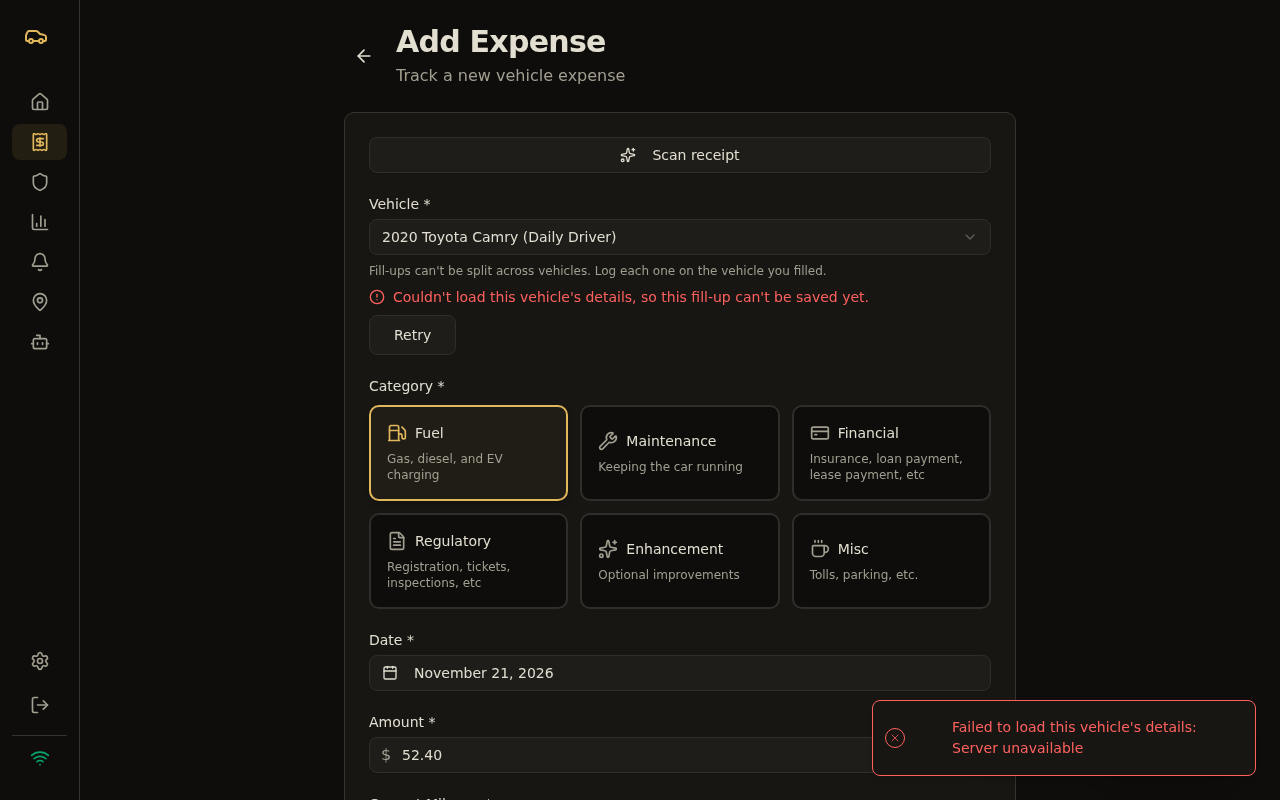 Add Expense
Track a new vehicle expense
Scan receipt
Vehicle *
2020 Toyota Camry (Daily Driver)
Fill-ups can't be split across vehicles. Log each one on the vehicle you filled.
Couldn't load this vehicle's details, so this fill-up can't be saved yet.
Retry
Category *
Fuel
Gas, diesel, and EV
charging
Maintenance
Keeping the car running
Financial
Insurance, loan payment,
lease payment, etc
Regulatory
Registration, tickets,
inspections, etc
Enhancement
Optional improvements
Misc
Tolls, parking, etc.
Date *
November 21, 2026
Amount *
$ 52.40
Failed to load this vehicle's details:
Server unavailable